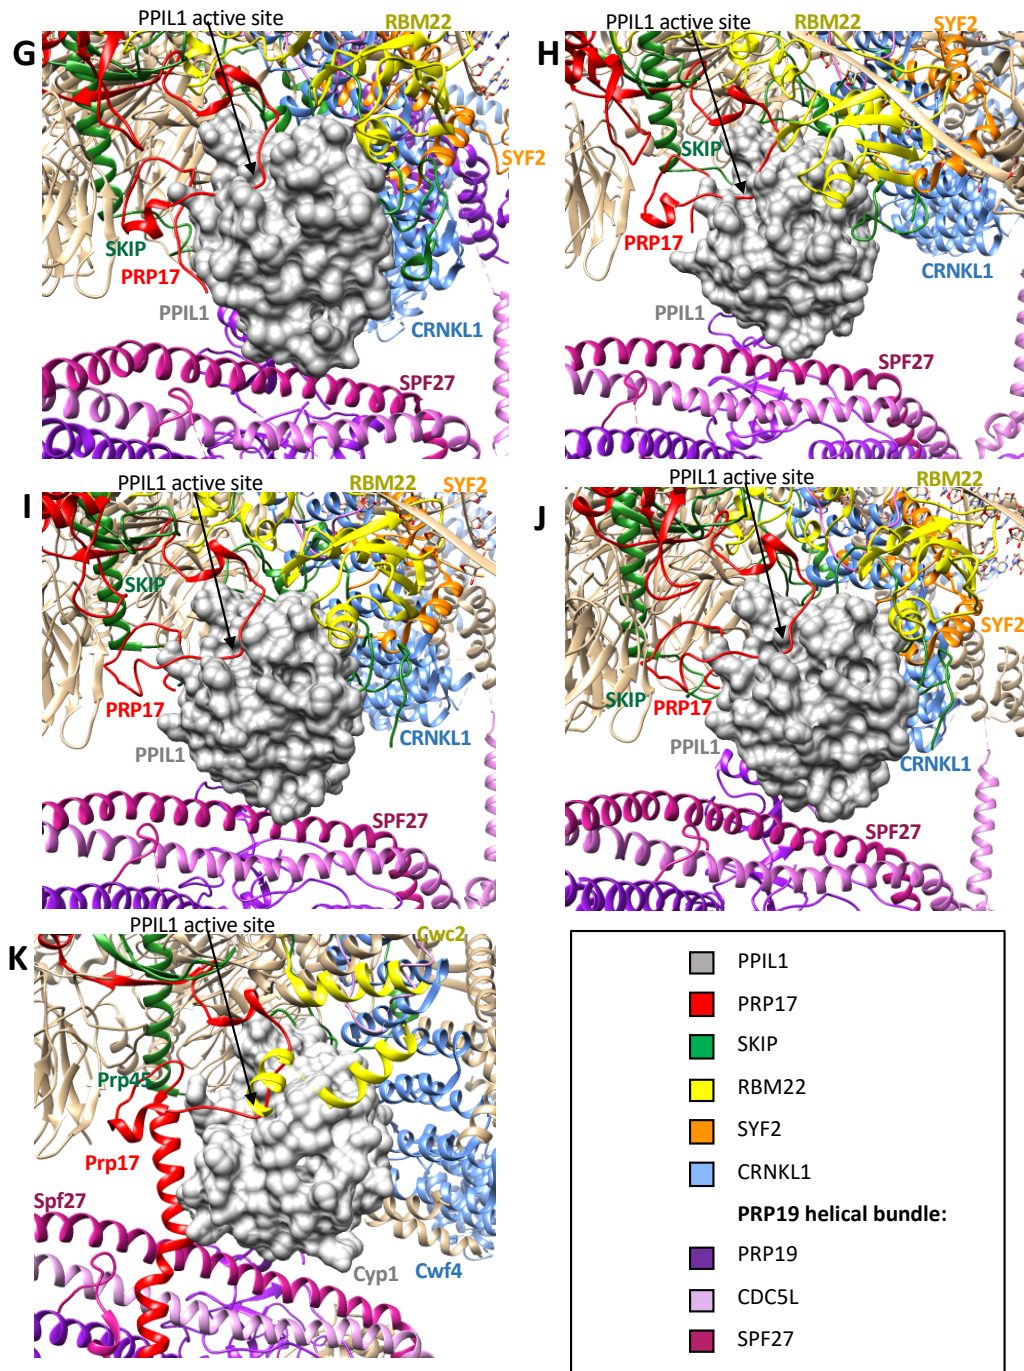 G
PPIL1 active site
RBM22
SYF2
SKIP
PRP17
PPIL1
CRNKL1
SPF27
H
PPIL1 active site
RBM22
SYF2
SKIP
PRP17
CRNKL1
PPIL1
SPF27
I
PPIL1 active site
RBM22
SYF2
SKIP
PRP17
PPIL1
CRNKL1
SPF27
J
PPIL1 active site
RBM22
SYF2
SKIP
PRP17
PPIL1
CRNKL1
SPF27
K
PPIL1 active site
Cwc2
Prp45
Prp17
Spf27
Cyp1
Cwf4
PPIL1
PRP17
SKIP
RBM22
SYF2
CRNKL1
PRP19 helical bundle:
PRP19
CDC5L
SPF27